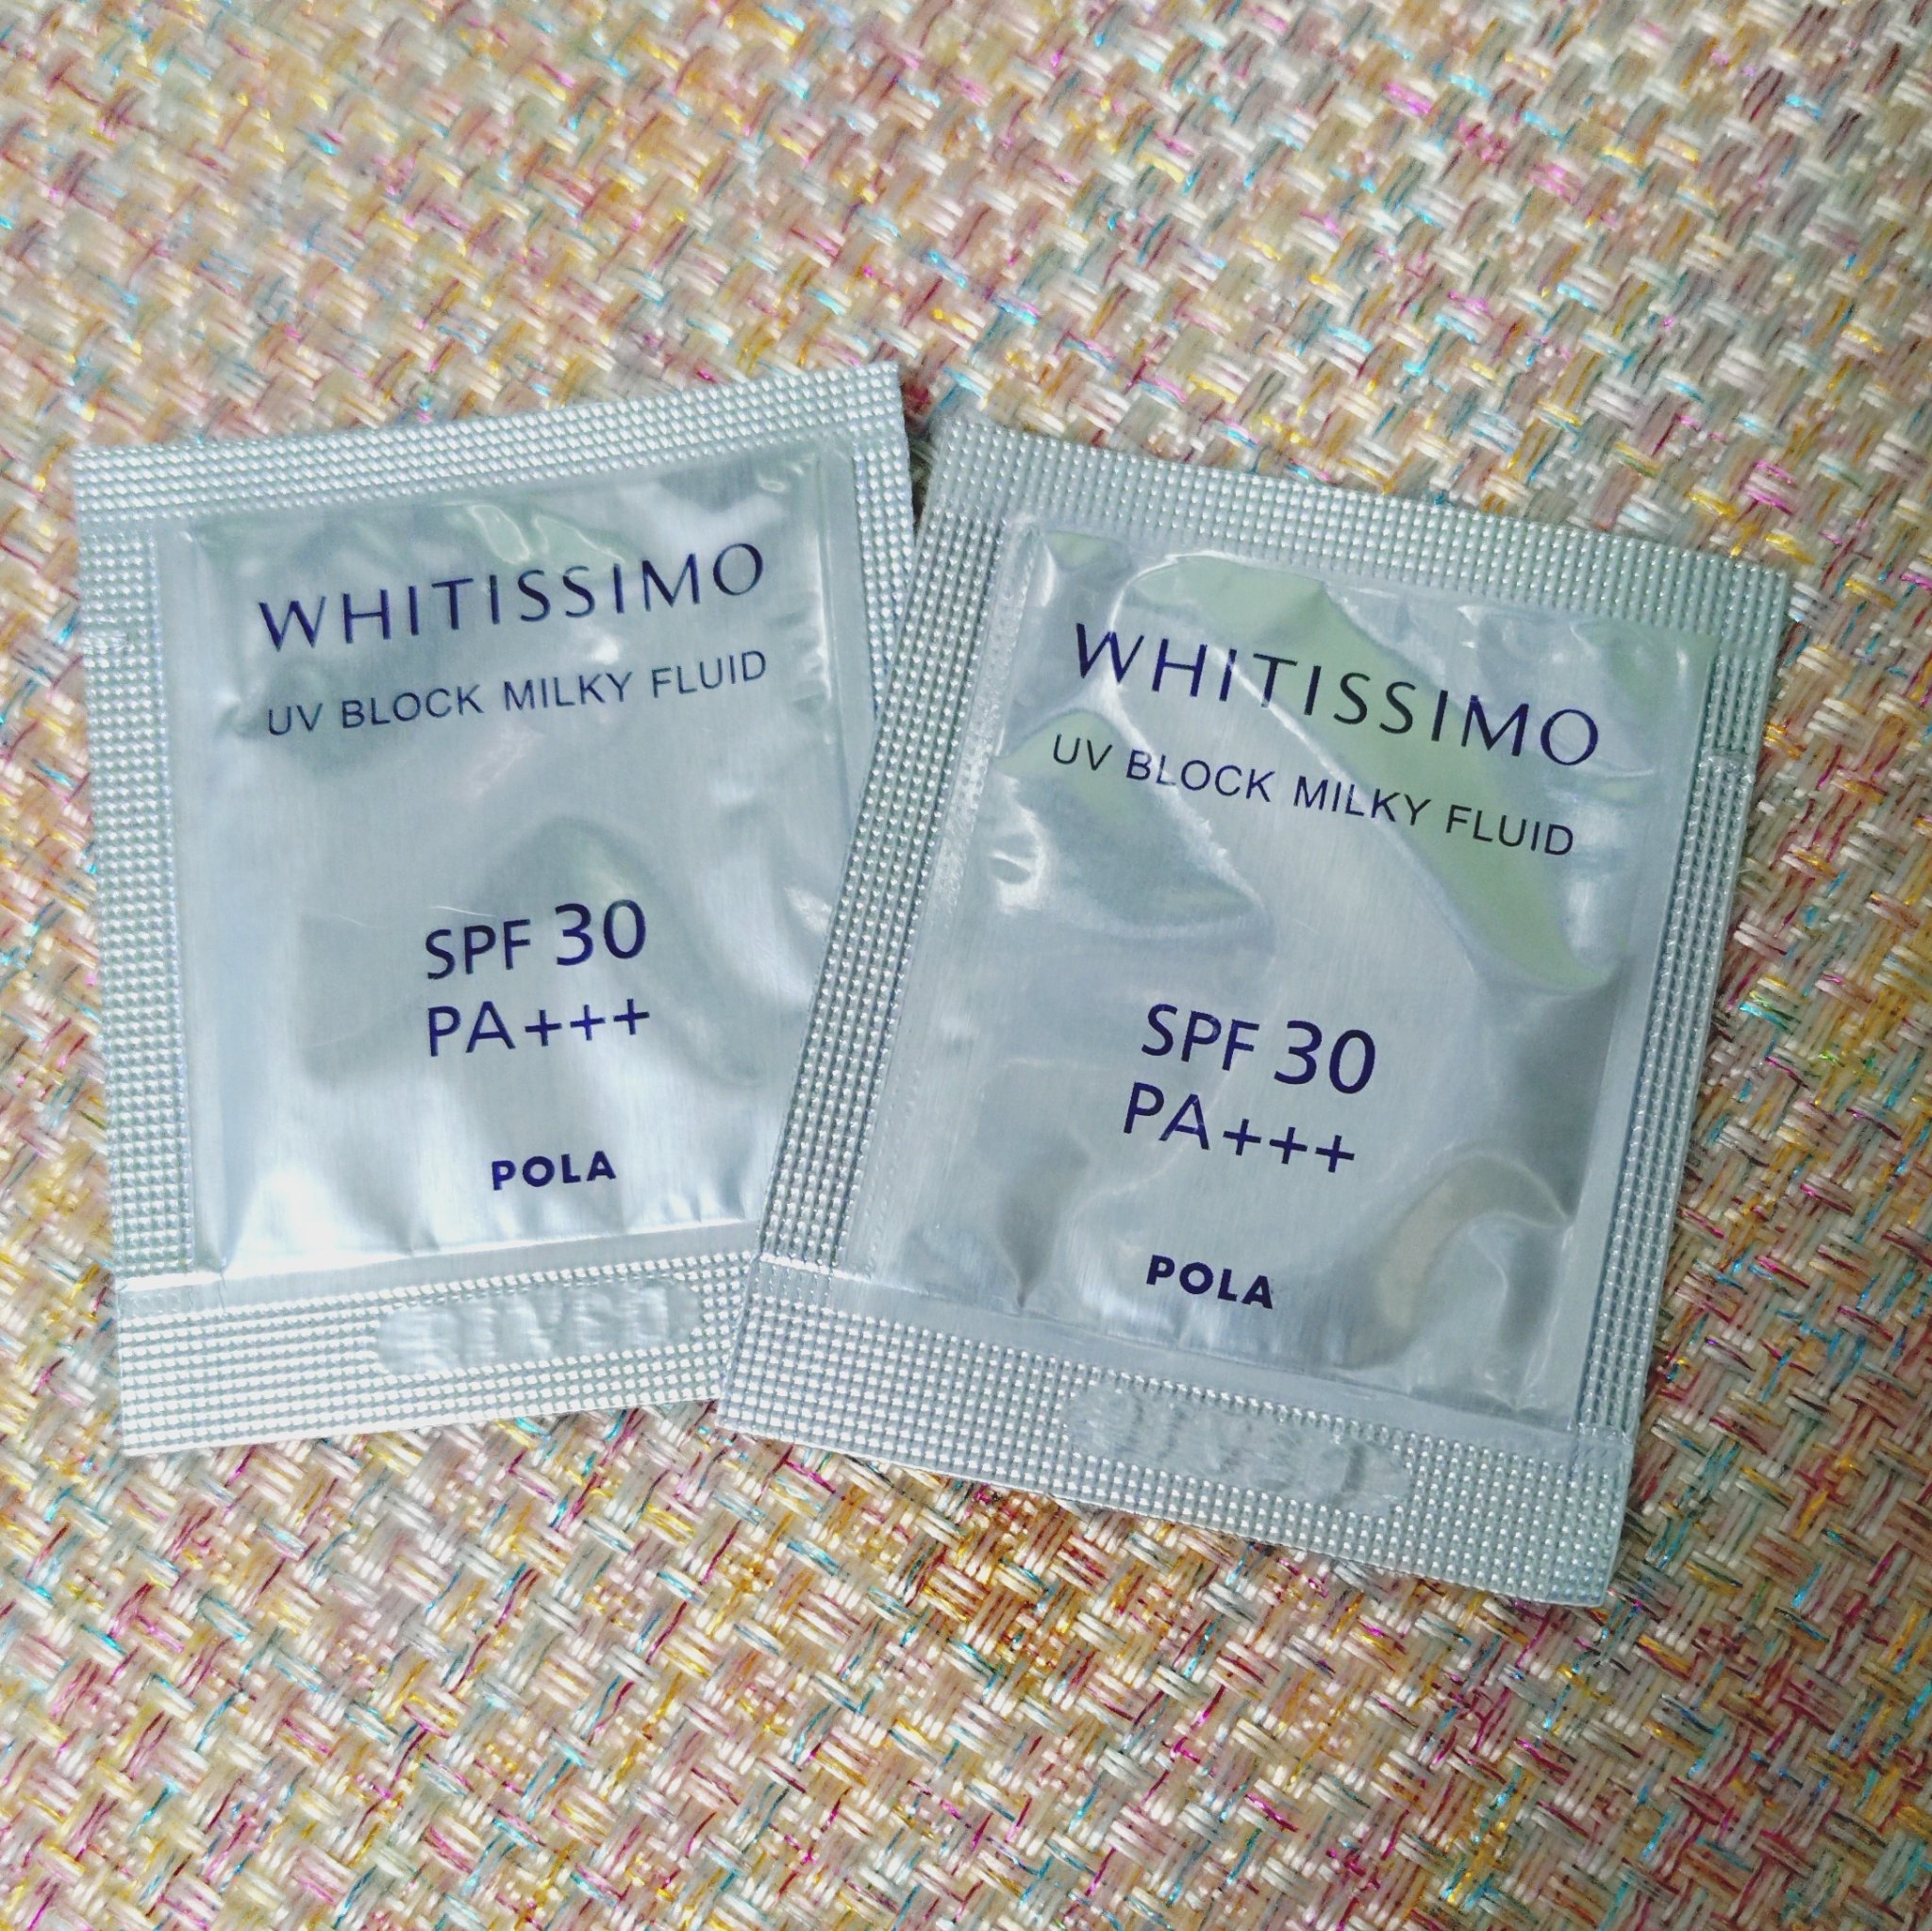 WHITISSIMO
UV BLOCK MILKY FLUID
SPF 30
PA+++
POLA
WHITISSIMO
UV BLOCK MILKY FLUID
SPF 30
PA+++
POLA